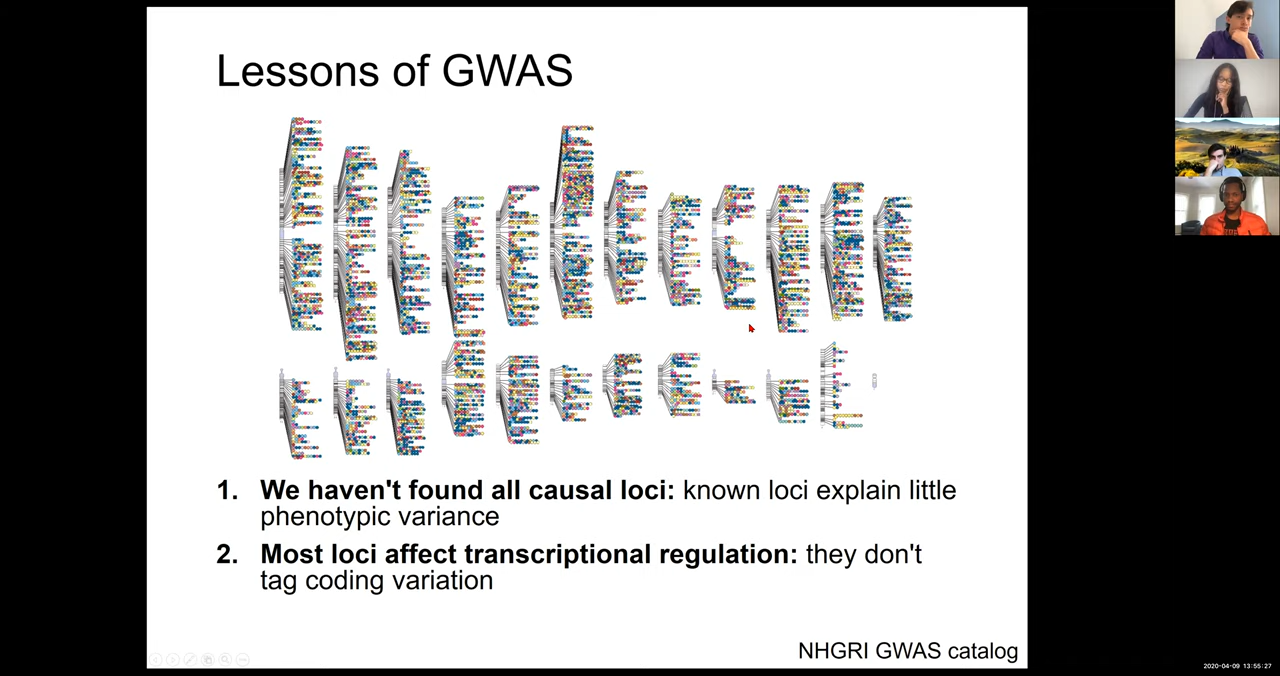 Lessons of GWAS
1. We haven't found all causal loci: known loci explain little
phenotypic variance
2. Most loci affect transcriptional regulation: they don't
tag coding variation
NHGRI GWAS catalog
2020-04-09 13:55:27